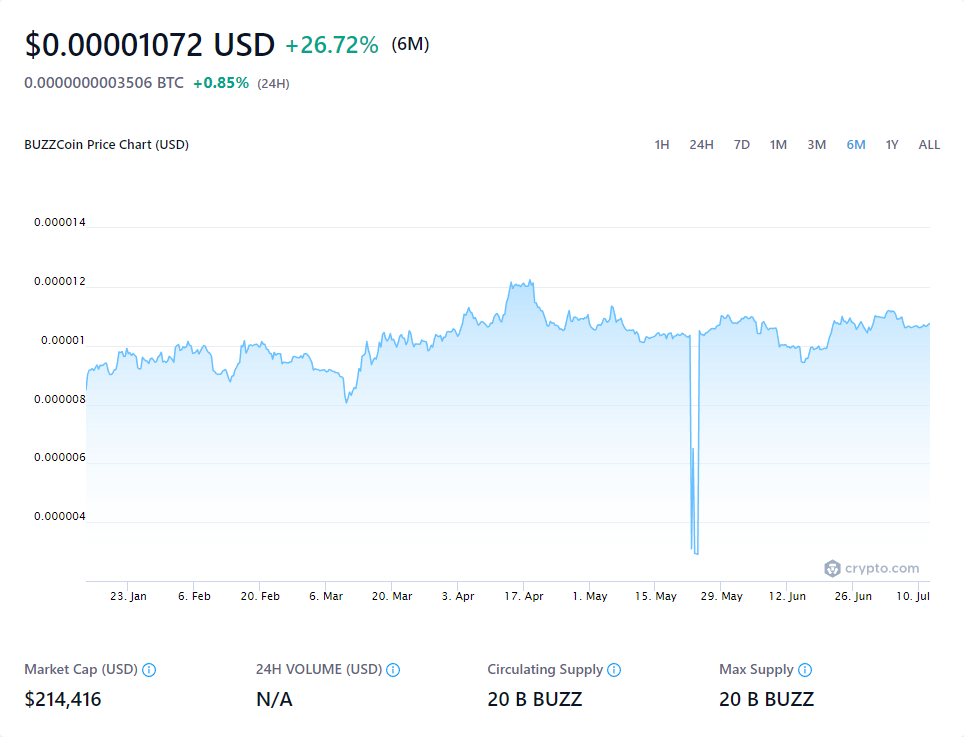 $0.00001072 USD +26.72% (6M)
0.0000000003506 BTC +0.85% (24H)
BUZZCoin Price Chart (USD) 1H 24H 7D 1M 3M 6M 1Y ALL
0.000014
0.000012
0.00001
0.000008
0.000006
0.000004
crypto.com
23. Jan 6. Feb 20. Feb 6. Mar 20. Mar 3. Apr 17. Apr 1. May 15. May 29. May 12. Jun 26. Jun 10. Jul
Market Cap (USD) 24H VOLUME (USD) Circulating Supply Max Supply
$214,416 N/A 20 B BUZZ 20 B BUZZ